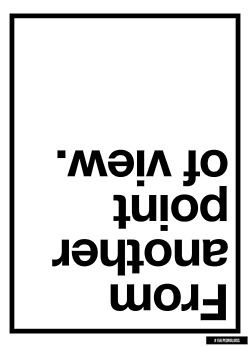 From
another
point
of view.